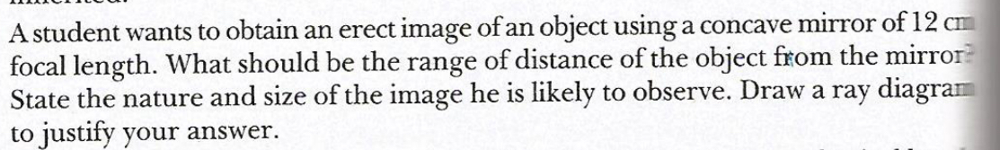 A student wants to obtain an erect image of an object using a concave mirror of 12 cm
focal length. What should be the range of distance of the object from the mirror?
State the nature and size of the image he is likely to observe. Draw a ray diagram
to justify your answer.